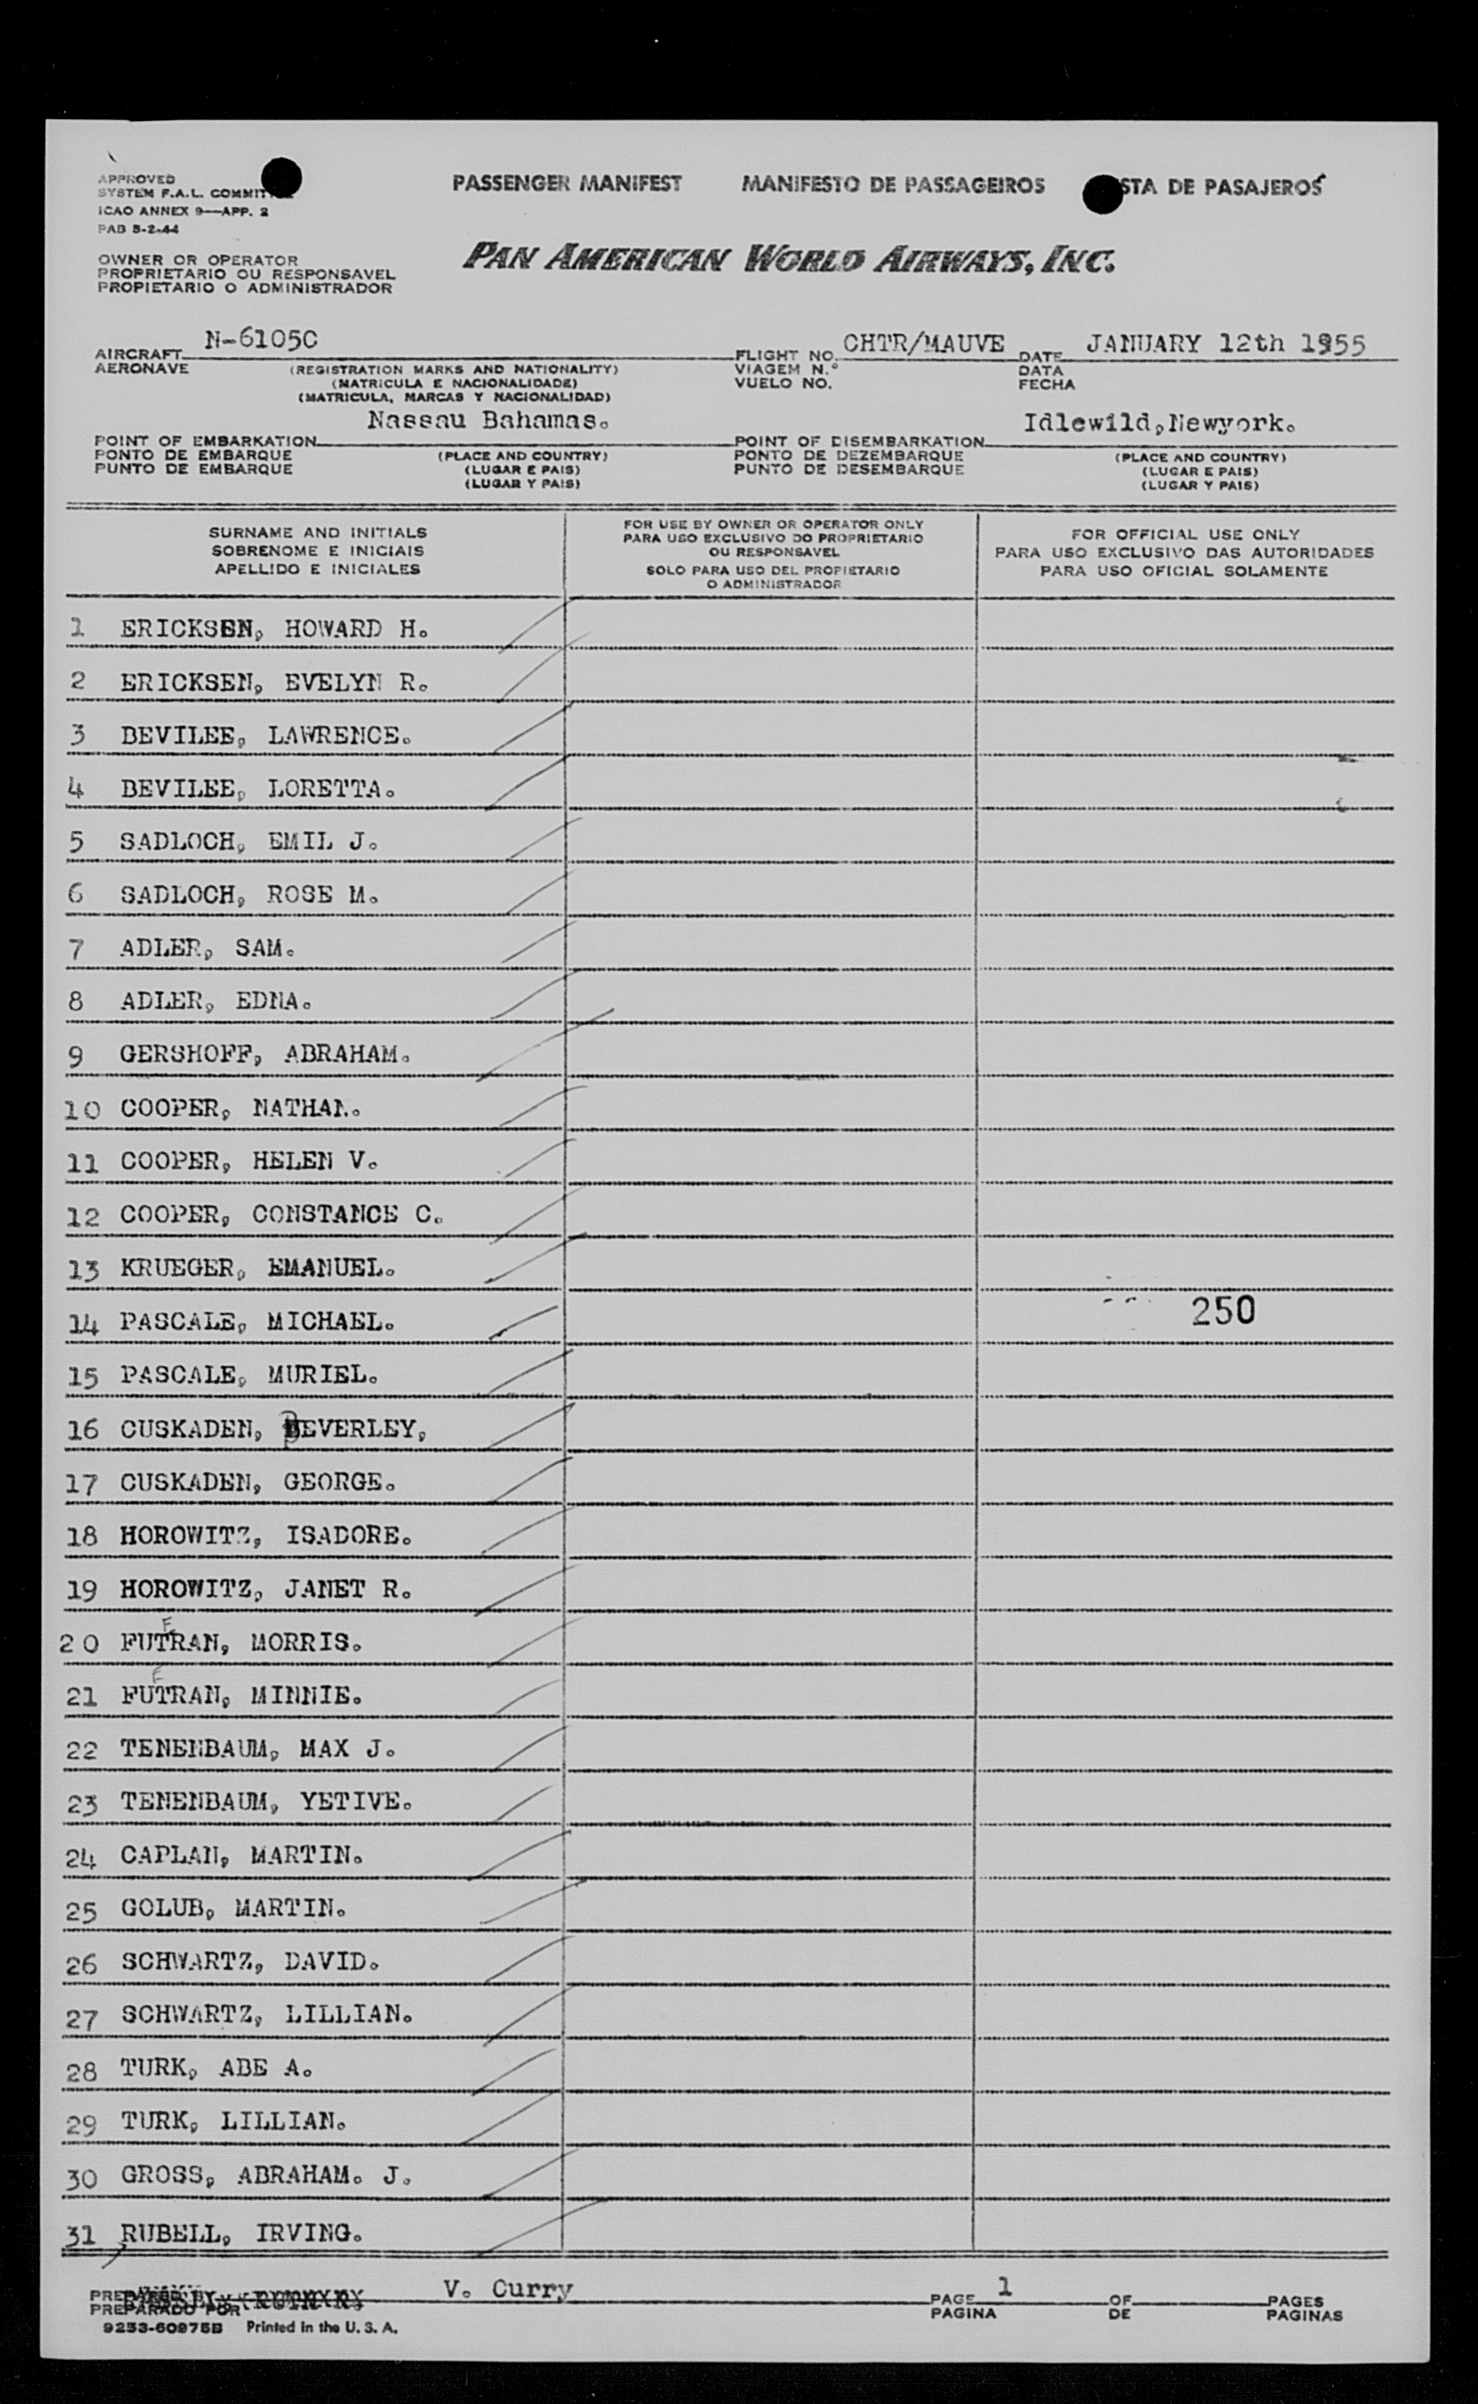 APPROVED
SYSTEM F.A.L.
ICAO ANNEX 9—APP. 2
PAB 5-2-44
PASSENGER MANIFEST MANIFESTO DE PASSAGEIROS STA DE PASAJEROS
OWNER OR OPERATOR
PROPRIETARIO OU RESPONSAVEL
PROPIETARIO O ADMINISTRADOR
PAN AMERICAN WORLD AIRWAYS, INC.
AIRCRAFT N-6105C FLIGHT NO. CHTR/MAUVE DATE JANUARY 12th 1955
AERONAVE (REGISTRATION MARKS AND NATIONALITY) VIAGEM N.º DATA
(MATRICULA E NACIONALIDADE) VUELO NO. FECHA
(MATRICULA, MARCAS Y NACIONALIDAD)
POINT OF EMBARKATION Nassau Bahamas. POINT OF DISEMBARKATION Idlewild,Newyork.
PONTO DE EMBARQUE (PLACE AND COUNTRY) PONTO DE DEZEMBARQUE (PLACE AND COUNTRY)
PUNTO DE EMBARQUE (LUGAR E PAIS) PUNTO DE DESEMBARQUE (LUGAR E PAIS)
(LUGAR Y PAIS) (LUGAR Y PAIS)
SURNAME AND INITIALS
SOBRENOME E INICIAIS
APELLIDO E INICIALES
FOR USE BY OWNER OR OPERATOR ONLY
PARA USO EXCLUSIVO DO PROPRIETARIO
OU RESPONSAVEL
SOLO PARA USO DEL PROPIETARIO
O ADMINISTRADOR
FOR OFFICIAL USE ONLY
PARA USO EXCLUSIVO DAS AUTORIDADES
PARA USO OFICIAL SOLAMENTE
1 ERICKSEN, HOWARD H.
2 ERICKSEN, EVELYN R.
3 BEVILEE, LAWRENCE.
4 BEVILEE, LORETTA.
5 SADLOCH, EMIL J.
6 SADLOCH, ROSE M.
7 ADLER, SAM.
8 ADLER, EDNA.
9 GERSHOFF, ABRAHAM.
10 COOPER, NATHAN.
11 COOPER, HELEN V.
12 COOPER, CONSTANCE C.
13 KRUEGER, EMANUEL.
14 PASCALE, MICHAEL. 250
15 PASCALE, MURIEL.
16 CUSKADEN, BEVERLEY,
17 CUSKADEN, GEORGE.
18 HOROWITZ, ISADORE.
19 HOROWITZ, JANET R.
E
20 FUTRAN, MORRIS.
E
21 FUTRAN, MINNIE.
22 TENENBAUM, MAX J.
23 TENENBAUM, YETIVE.
24 CAPLAN, MARTIN.
25 GOLUB, MARTIN.
26 SCHWARTZ, DAVID.
27 SCHWARTZ, LILLIAN.
28 TURK, ABE A.
29 TURK, LILLIAN.
30 GROSS, ABRAHAM. J.
31 RUBELL, IRVING.
PREPARED BY V. Curry PAGE 1 OF PAGES
PREPARADO POR PAGINA DE PAGINAS
9253-60975B Printed in the U. S. A.